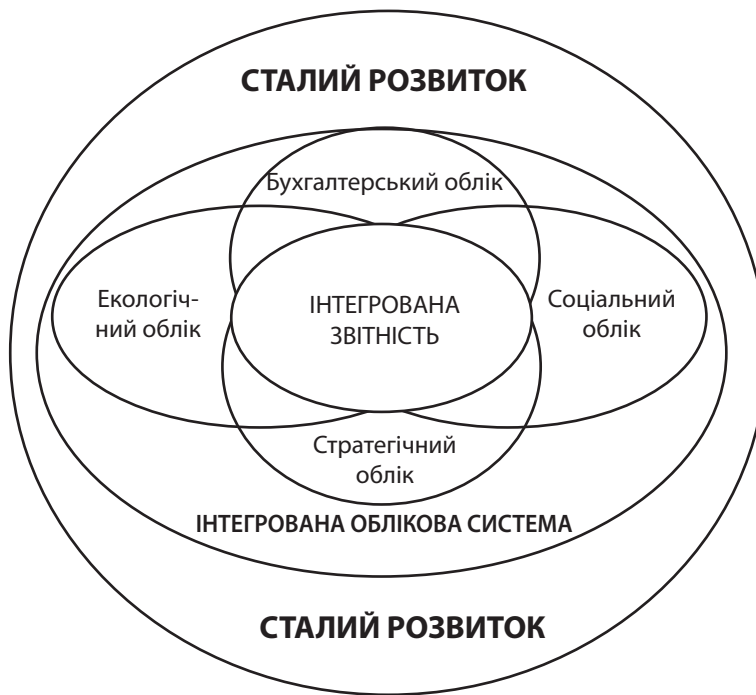 СТАЛИЙ РОЗВИТОК
Бухгалтерський облік
Екологіч-
ний облік
ІНТЕГРОВАНА
ЗВІТНІСТЬ
Соціальний
облік
Стратегічний
облік
ІНТЕГРОВАНА ОБЛІКОВА СИСТЕМА
СТАЛИЙ РОЗВИТОК